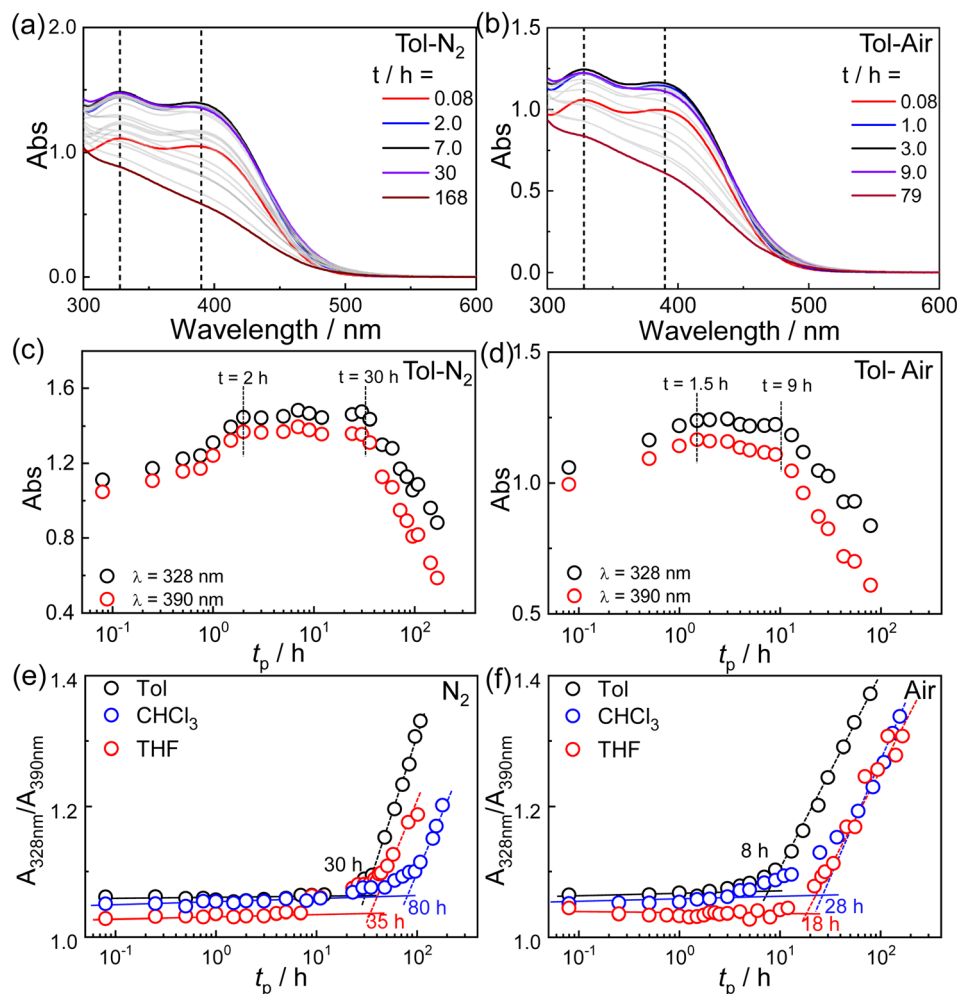 (a)
2.0
1.0
0.0
Abs
Tol-N₂
t / h =
0.08
2.0
7.0
30
168
300
400
500
600
Wavelength / nm
(b)
1.5
1.0
0.5
0.0
Abs
Tol-Air
t / h =
0.08
1.0
3.0
9.0
79
300
400
500
600
Wavelength / nm
(c)
1.6
1.2
0.8
0.4
Abs
Tol-N₂
t = 2 h
t = 30 h
λ = 328 nm
λ = 390 nm
10⁻¹
10⁰
10¹
10²
tₚ / h
(d)
1.5
1.0
0.5
Abs
Tol- Air
t = 1.5 h
t = 9 h
λ = 328 nm
λ = 390 nm
10⁻¹
10⁰
10¹
10²
tₚ / h
(e)
1.4
1.2
1.0
A328nm/A390nm
Tol
CHCl₃
THF
N₂
30 h
35 h
80 h
10⁻¹
10⁰
10¹
10²
tₚ / h
(f)
1.4
1.2
1.0
A328nm/A390nm
Tol
CHCl₃
THF
Air
8 h
28 h
18 h
10⁻¹
10⁰
10¹
10²
tₚ / h